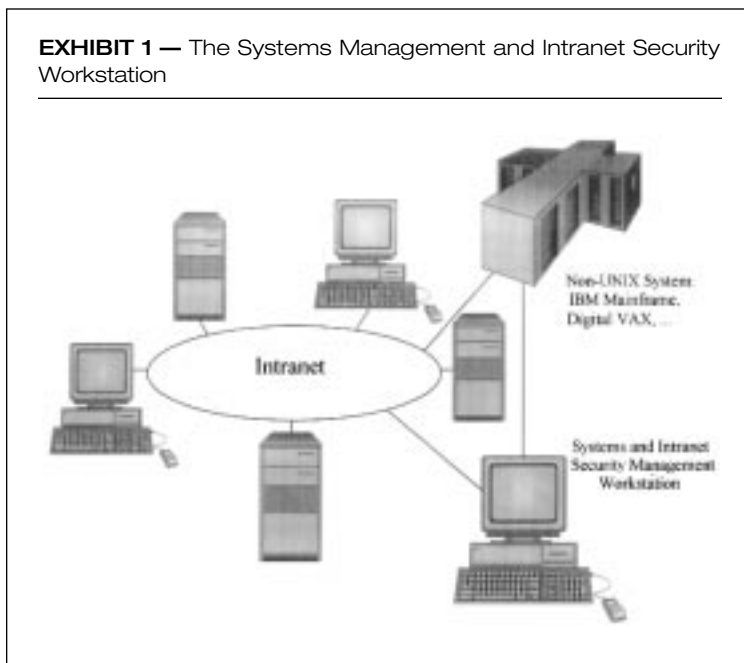 EXHIBIT 1 — The Systems Management and Intranet Security
Workstation
Non-UNIX System
IBM Mainframe,
Digital VAX, ...
Intranet
Systems and Intranet
Security Management
Workstation